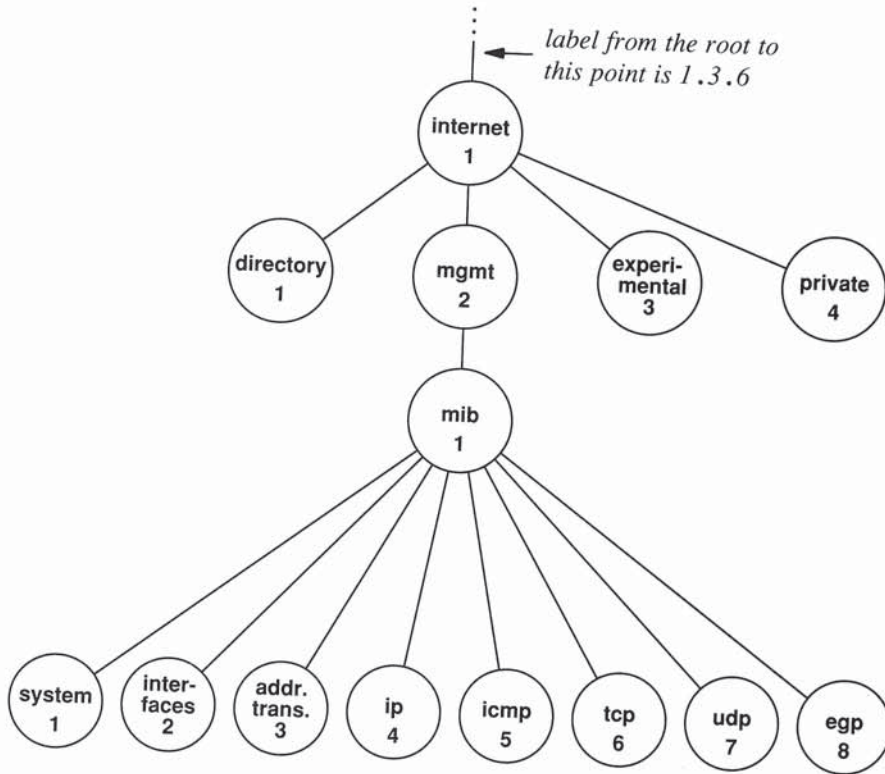 label from the root to
this point is 1.3.6
internet
1
directory
1
mgmt
2
experi-
mental
3
private
4
mib
1
system
1
inter-
faces
2
addr.
trans.
3
ip
4
icmp
5
tcp
6
udp
7
egp
8